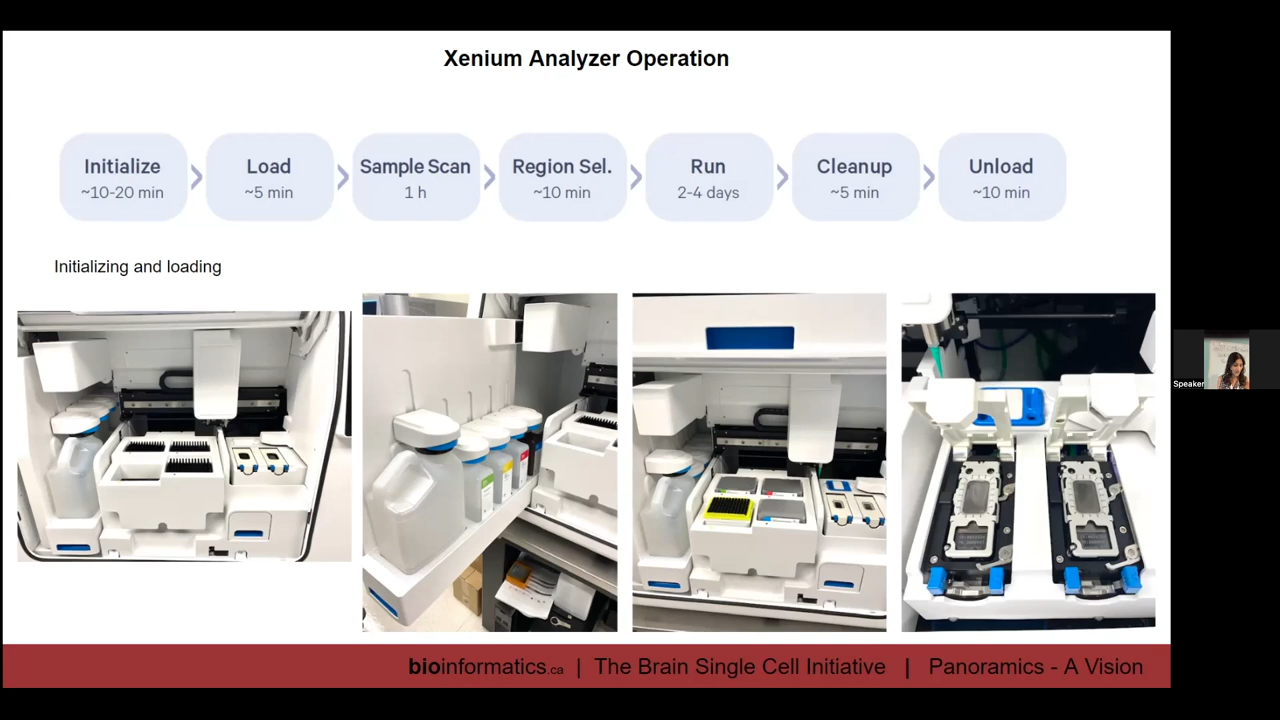 Xenium Analyzer Operation
Initialize
~10-20 min
Load
~5 min
Sample Scan
1 h
Region Sel.
~10 min
Run
2-4 days
Cleanup
~5 min
Unload
~10 min
Initializing and loading
Speaker
bioinformatics.ca | The Brain Single Cell Initiative | Panoramics - A Vision